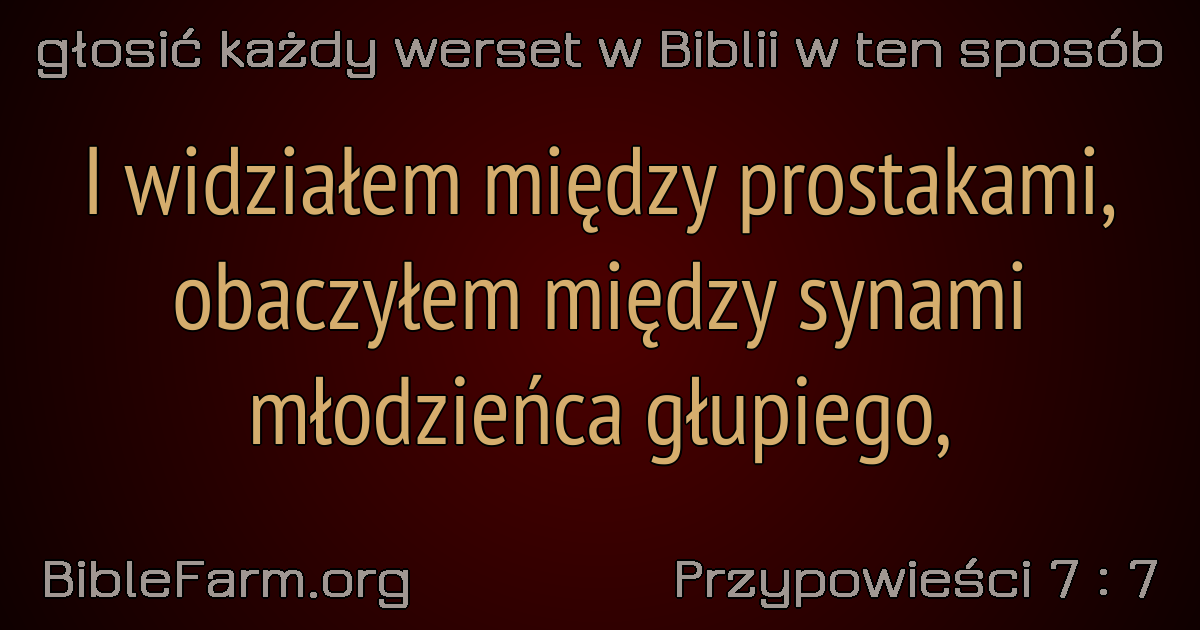 głosić każdy werset w Biblii w ten sposób
I widziałem między prostakami,
obaczyłem między synami
młodzieńca głupiego,
BibleFarm.org
Przypowieści 7 : 7